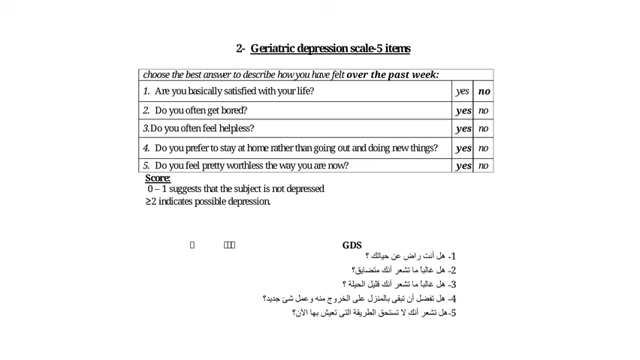 2- Geriatric depression scale-5 items
choose the best answer to describe how you have felt over the past week:
1. Are you basically satisfied with your life? yes no
2. Do you often get bored? yes no
3.Do you often feel helpless? yes no
4. Do you prefer to stay at home rather than going out and doing new things? yes no
5. Do you feel pretty worthless the way you are now? yes no
Score:
0 – 1 suggests that the subject is not depressed
≥2 indicates possible depression.
GDS
1- هل أنت راض عن حياتك ؟
2- هل غالبا ما تشعر أنك متضايق؟
3- هل غالبا ما تشعر أنك قليل الحيلة ؟
4- هل تفضل أن تبقى بالمنزل على الخروج منه وعمل شئ جديد؟
5-هل تشعر أنك لا تستحق الطريقة التى تعيش بها الآن؟